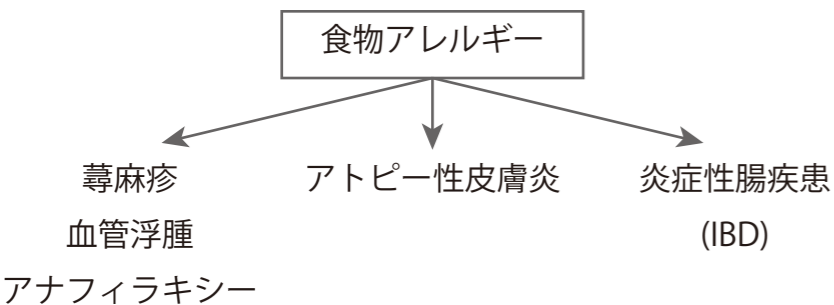 食物アレルギー
蕁麻疹
血管浮腫
アナフィラキシー
アトピー性皮膚炎
炎症性腸疾患
(IBD)